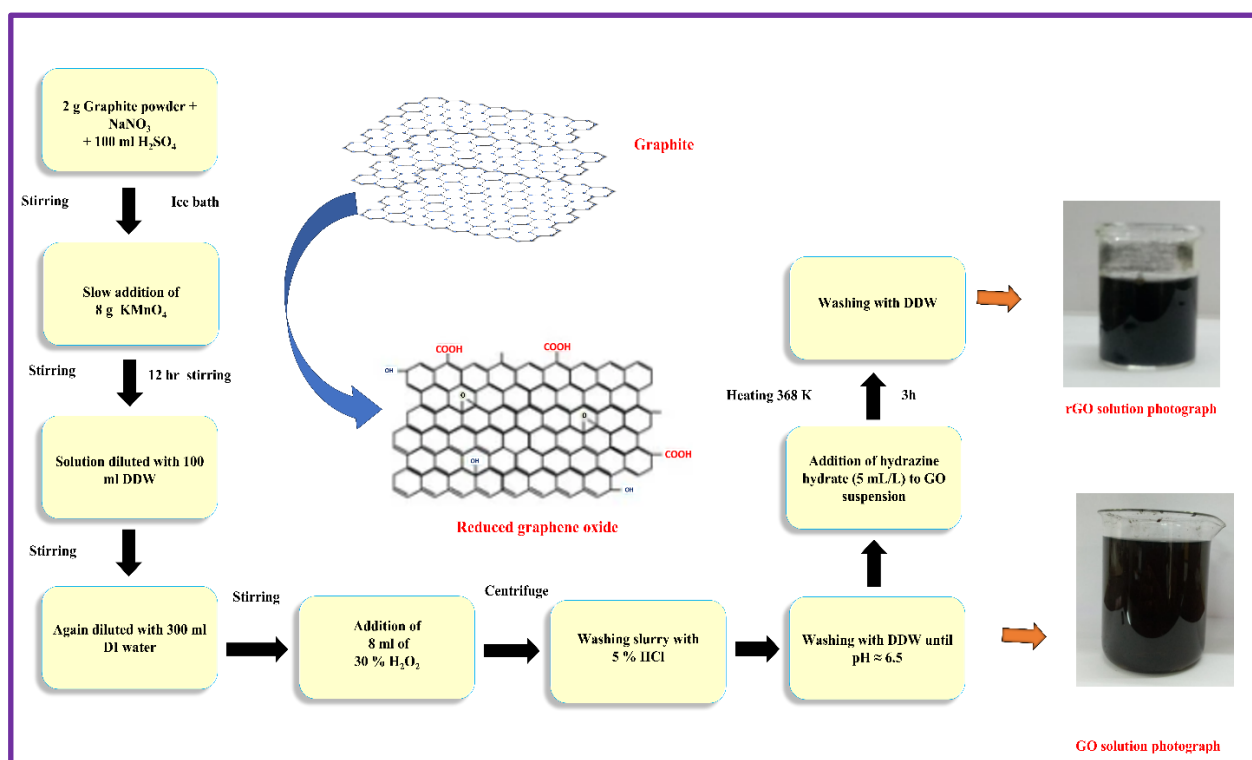 2 g Graphite powder +
NaNO₃
+ 100 ml H₂SO₄
Stirring
Ice bath
Slow addition of
8 g KMnO₄
Stirring
12 hr stirring
Solution diluted with 100
ml DDW
Stirring
Again diluted with 300 ml
DI water
Stirring
Addition of
8 ml of
30 % H₂O₂
Centrifuge
Washing slurry with
5 % HCl
Washing with DDW until
pH ≈ 6.5
Addition of hydrazine
hydrate (5 mL/L) to GO
suspension
Heating 368 K
3h
Washing with DDW
Graphite
COOH
COOH
OH
O
O
COOH
OH
OH
Reduced graphene oxide
rGO solution photograph
GO solution photograph